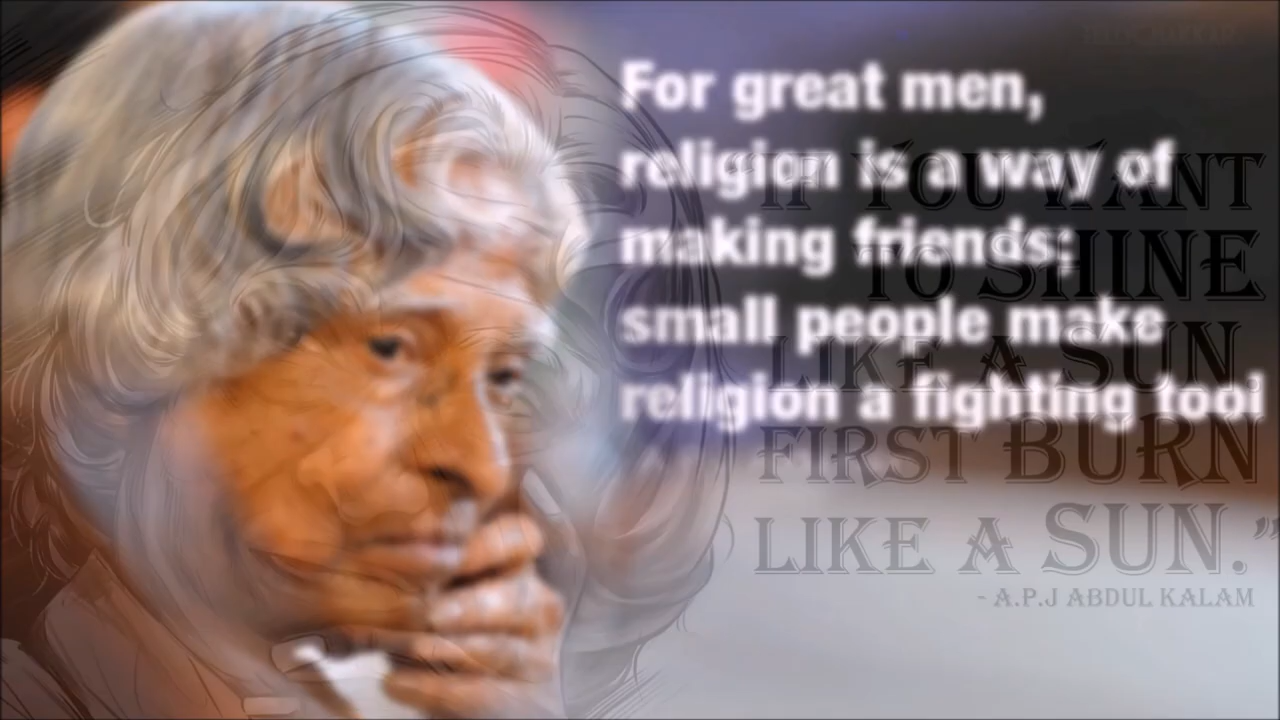 For great men,
religion is a way of
making friends;
small people make
religion a fighting tool
"IF YOU WANT
TO SHINE
LIKE A SUN
FIRST BURN
LIKE A SUN.”
- A.P.J ABDUL KALAM